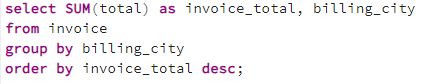 select SUM(total) as invoice_total, billing_city
from invoice
group by billing_city
order by invoice_total desc;